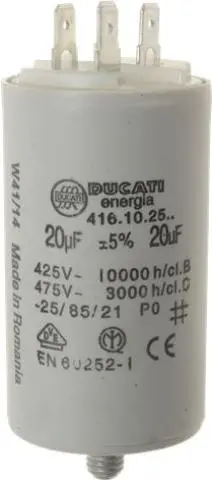 DUCATI
energia
416.10.25..
20µF ±5% 20µF
425V~ 10000 h/cl.B
475V~ 3000 h/cl.C
-25/85/21 P0
EN 60252-1
W41/14 Made in Romania